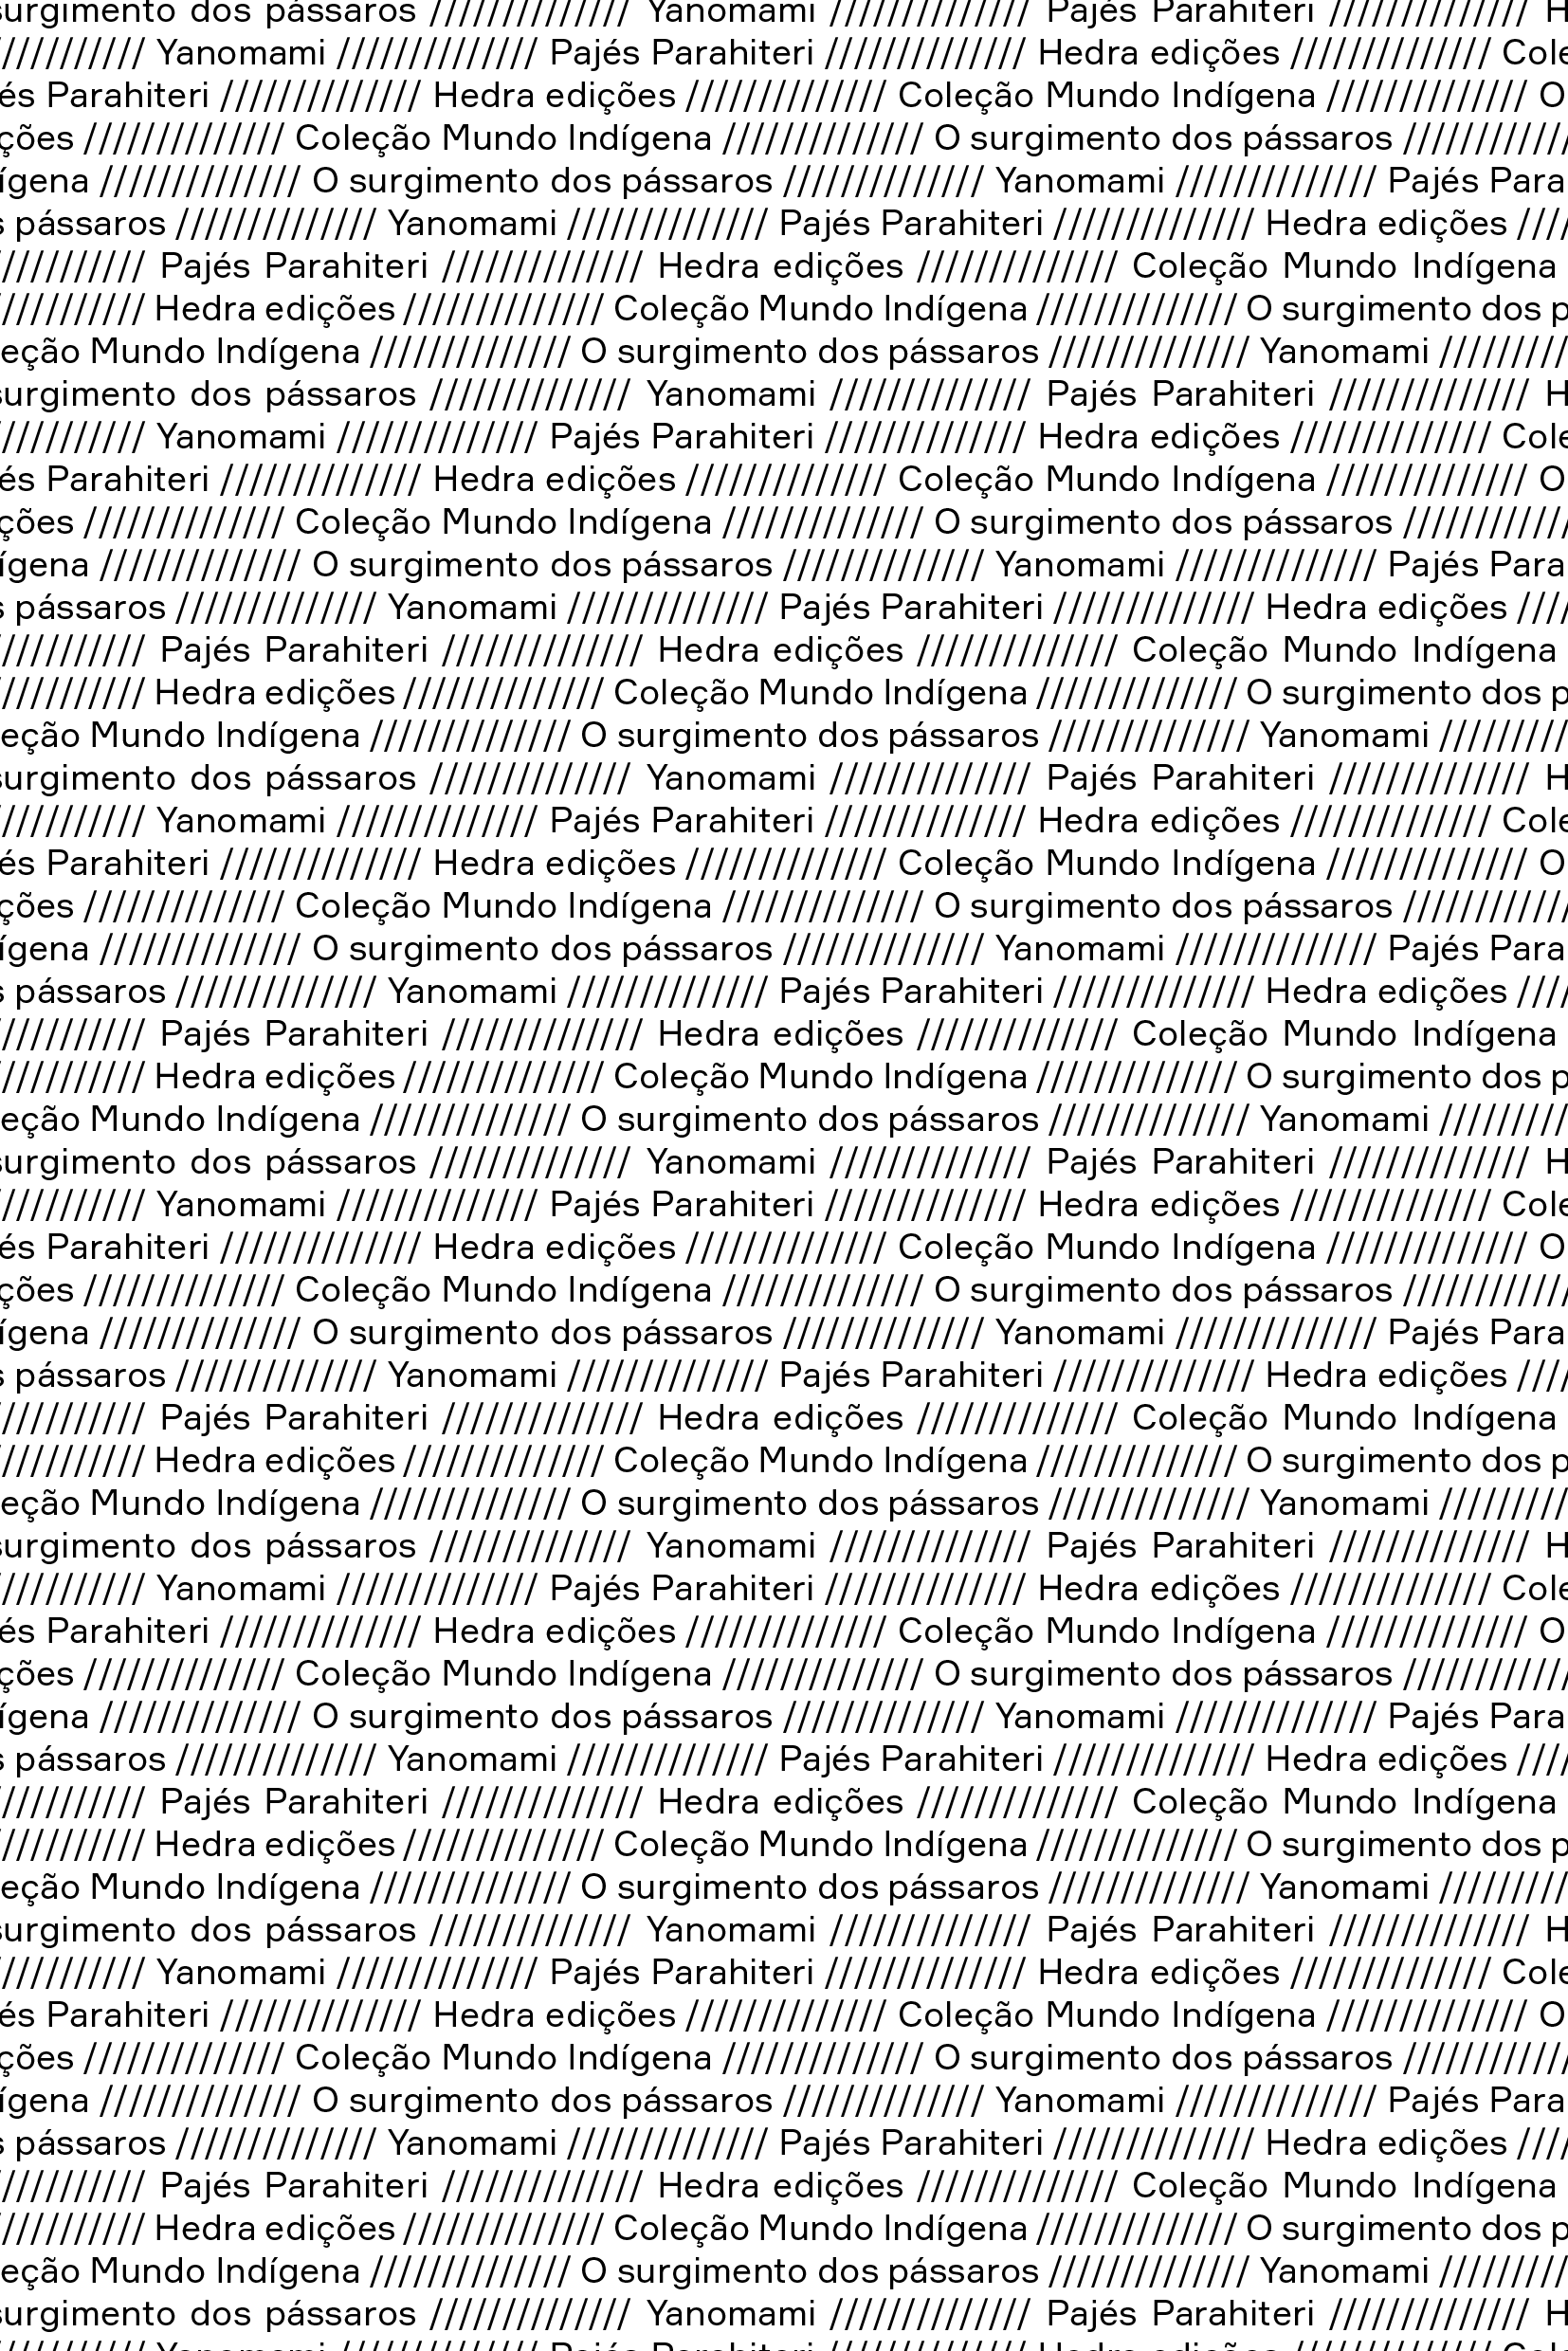 surgimento dos pássaros ////////////// Yanomami ////////////// Pajés Parahiteri ////////////// H
////////// Yanomami ////////////// Pajés Parahiteri ////////////// Hedra edições ////////////// Cole
és Parahiteri ////////////// Hedra edições ////////////// Coleção Mundo Indígena ////////////// O
ções ////////////// Coleção Mundo Indígena ////////////// O surgimento dos pássaros ////////////
ígena ////////////// O surgimento dos pássaros ////////////// Yanomami ////////////// Pajés Para
s pássaros ////////////// Yanomami ////////////// Pajés Parahiteri ////////////// Hedra edições ////
////////// Pajés Parahiteri ////////////// Hedra edições ////////////// Coleção Mundo Indígena
////////// Hedra edições ////////////// Coleção Mundo Indígena ////////////// O surgimento dos p
eção Mundo Indígena ////////////// O surgimento dos pássaros ////////////// Yanomami /////////
surgimento dos pássaros ////////////// Yanomami ////////////// Pajés Parahiteri ////////////// H
////////// Yanomami ////////////// Pajés Parahiteri ////////////// Hedra edições ////////////// Cole
és Parahiteri ////////////// Hedra edições ////////////// Coleção Mundo Indígena ////////////// O
ções ////////////// Coleção Mundo Indígena ////////////// O surgimento dos pássaros ////////////
ígena ////////////// O surgimento dos pássaros ////////////// Yanomami ////////////// Pajés Para
s pássaros ////////////// Yanomami ////////////// Pajés Parahiteri ////////////// Hedra edições ////
////////// Pajés Parahiteri ////////////// Hedra edições ////////////// Coleção Mundo Indígena
////////// Hedra edições ////////////// Coleção Mundo Indígena ////////////// O surgimento dos p
eção Mundo Indígena ////////////// O surgimento dos pássaros ////////////// Yanomami /////////
surgimento dos pássaros ////////////// Yanomami ////////////// Pajés Parahiteri ////////////// H
////////// Yanomami ////////////// Pajés Parahiteri ////////////// Hedra edições ////////////// Cole
és Parahiteri ////////////// Hedra edições ////////////// Coleção Mundo Indígena ////////////// O
ções ////////////// Coleção Mundo Indígena ////////////// O surgimento dos pássaros ////////////
ígena ////////////// O surgimento dos pássaros ////////////// Yanomami ////////////// Pajés Para
s pássaros ////////////// Yanomami ////////////// Pajés Parahiteri ////////////// Hedra edições ////
////////// Pajés Parahiteri ////////////// Hedra edições ////////////// Coleção Mundo Indígena
////////// Hedra edições ////////////// Coleção Mundo Indígena ////////////// O surgimento dos p
eção Mundo Indígena ////////////// O surgimento dos pássaros ////////////// Yanomami /////////
surgimento dos pássaros ////////////// Yanomami ////////////// Pajés Parahiteri ////////////// H
////////// Yanomami ////////////// Pajés Parahiteri ////////////// Hedra edições ////////////// Cole
és Parahiteri ////////////// Hedra edições ////////////// Coleção Mundo Indígena ////////////// O
ções ////////////// Coleção Mundo Indígena ////////////// O surgimento dos pássaros ////////////
ígena ////////////// O surgimento dos pássaros ////////////// Yanomami ////////////// Pajés Para
s pássaros ////////////// Yanomami ////////////// Pajés Parahiteri ////////////// Hedra edições ////
////////// Pajés Parahiteri ////////////// Hedra edições ////////////// Coleção Mundo Indígena
////////// Hedra edições ////////////// Coleção Mundo Indígena ////////////// O surgimento dos p
eção Mundo Indígena ////////////// O surgimento dos pássaros ////////////// Yanomami /////////
surgimento dos pássaros ////////////// Yanomami ////////////// Pajés Parahiteri ////////////// H
////////// Yanomami ////////////// Pajés Parahiteri ////////////// Hedra edições ////////////// Cole
és Parahiteri ////////////// Hedra edições ////////////// Coleção Mundo Indígena ////////////// O
ções ////////////// Coleção Mundo Indígena ////////////// O surgimento dos pássaros ////////////
ígena ////////////// O surgimento dos pássaros ////////////// Yanomami ////////////// Pajés Para
s pássaros ////////////// Yanomami ////////////// Pajés Parahiteri ////////////// Hedra edições ////
////////// Pajés Parahiteri ////////////// Hedra edições ////////////// Coleção Mundo Indígena
////////// Hedra edições ////////////// Coleção Mundo Indígena ////////////// O surgimento dos p
eção Mundo Indígena ////////////// O surgimento dos pássaros ////////////// Yanomami /////////
surgimento dos pássaros ////////////// Yanomami ////////////// Pajés Parahiteri ////////////// H
////////// Yanomami ////////////// Pajés Parahiteri ////////////// Hedra edições ////////////// Cole
és Parahiteri ////////////// Hedra edições ////////////// Coleção Mundo Indígena ////////////// O
ções ////////////// Coleção Mundo Indígena ////////////// O surgimento dos pássaros ////////////
ígena ////////////// O surgimento dos pássaros ////////////// Yanomami ////////////// Pajés Para
s pássaros ////////////// Yanomami ////////////// Pajés Parahiteri ////////////// Hedra edições ////
////////// Pajés Parahiteri ////////////// Hedra edições ////////////// Coleção Mundo Indígena
////////// Hedra edições ////////////// Coleção Mundo Indígena ////////////// O surgimento dos p
eção Mundo Indígena ////////////// O surgimento dos pássaros ////////////// Yanomami /////////
surgimento dos pássaros ////////////// Yanomami ////////////// Pajés Parahiteri ////////////// H